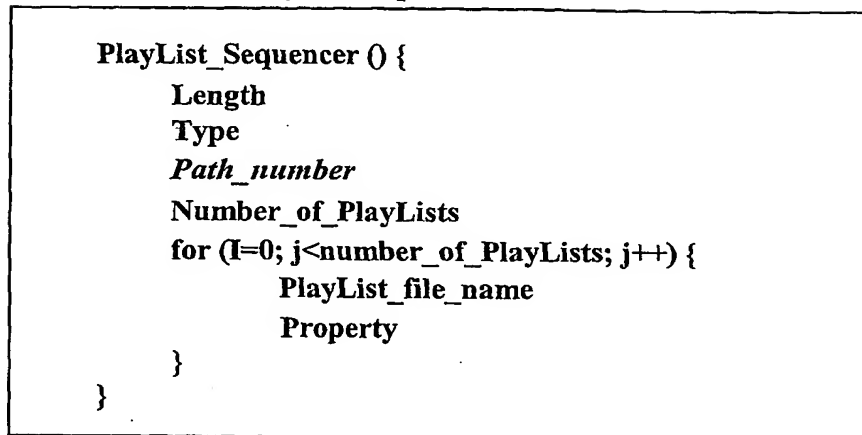 PlayList_Sequencer () {
Length
Type
Path_number
Number_of_PlayLists
for (I=0; j<number_of_PlayLists; j++) {
PlayList_file_name
Property
}
}